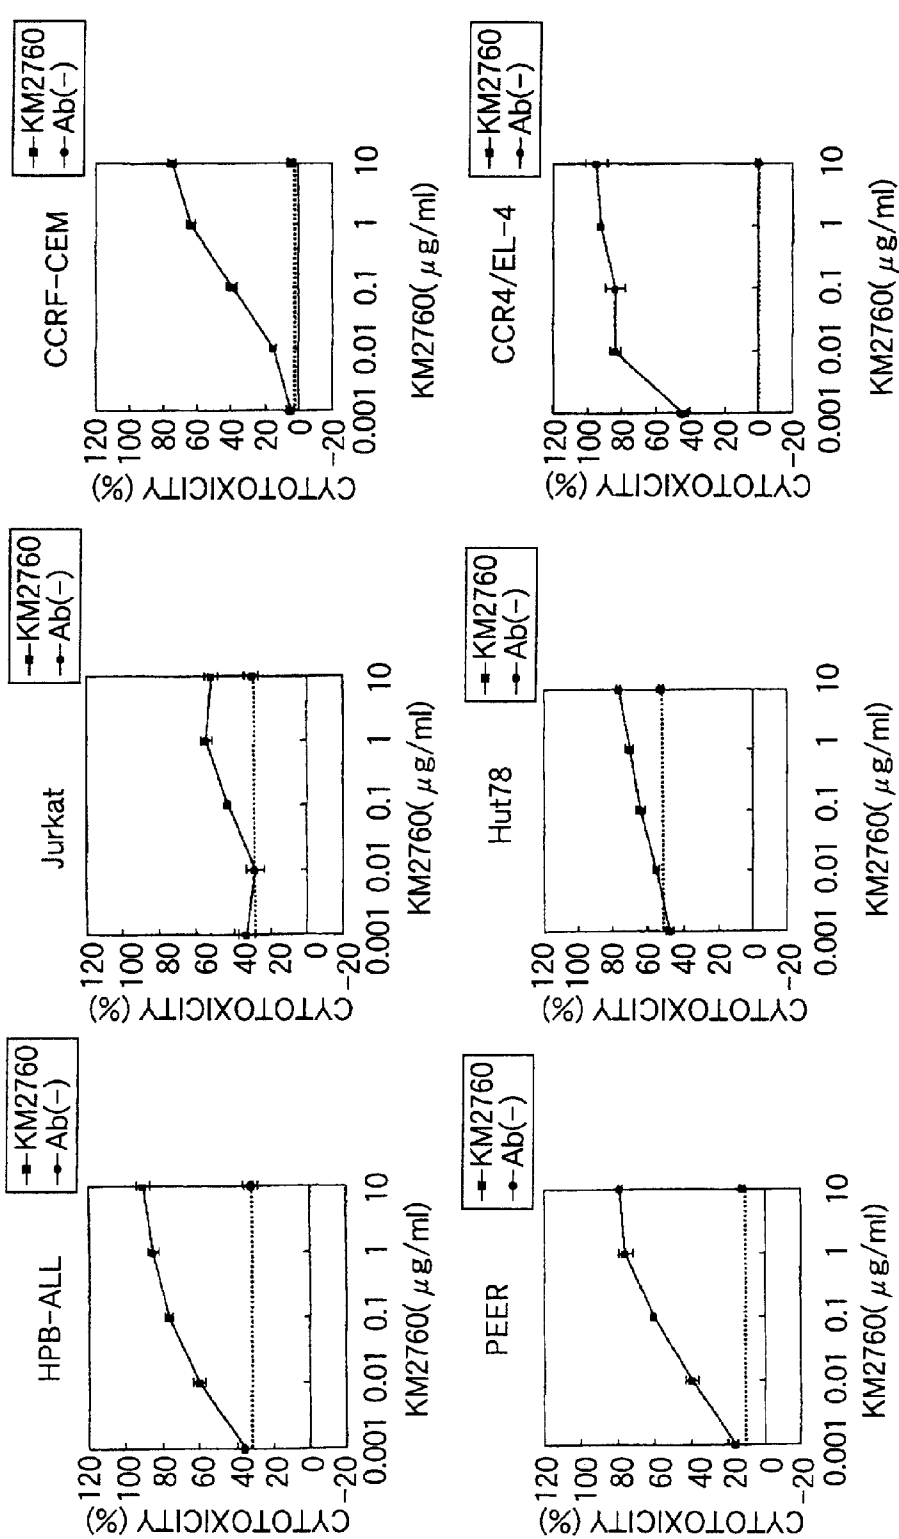 HPB-ALL
KM2760
Ab(-)
CYTOTOXICITY (%)
120
100
80
60
40
20
0
-20
0.001 0.01 0.1 1 10
KM2760( μg/ml)
Jurkat
KM2760
Ab(-)
CYTOTOXICITY (%)
120
100
80
60
40
20
0
-20
0.001 0.01 0.1 1 10
KM2760( μg/ml)
CCRF-CEM
KM2760
Ab(-)
CYTOTOXICITY (%)
120
100
80
60
40
20
0
-20
0.001 0.01 0.1 1 10
KM2760( μg/ml)
PEER
KM2760
Ab(-)
CYTOTOXICITY (%)
120
100
80
60
40
20
0
-20
0.001 0.01 0.1 1 10
KM2760( μg/ml)
Hut78
KM2760
Ab(-)
CYTOTOXICITY (%)
120
100
80
60
40
20
0
-20
0.001 0.01 0.1 1 10
KM2760( μg/ml)
CCR4/EL-4
KM2760
Ab(-)
CYTOTOXICITY (%)
120
100
80
60
40
20
0
-20
0.001 0.01 0.1 1 10
KM2760( μg/ml)